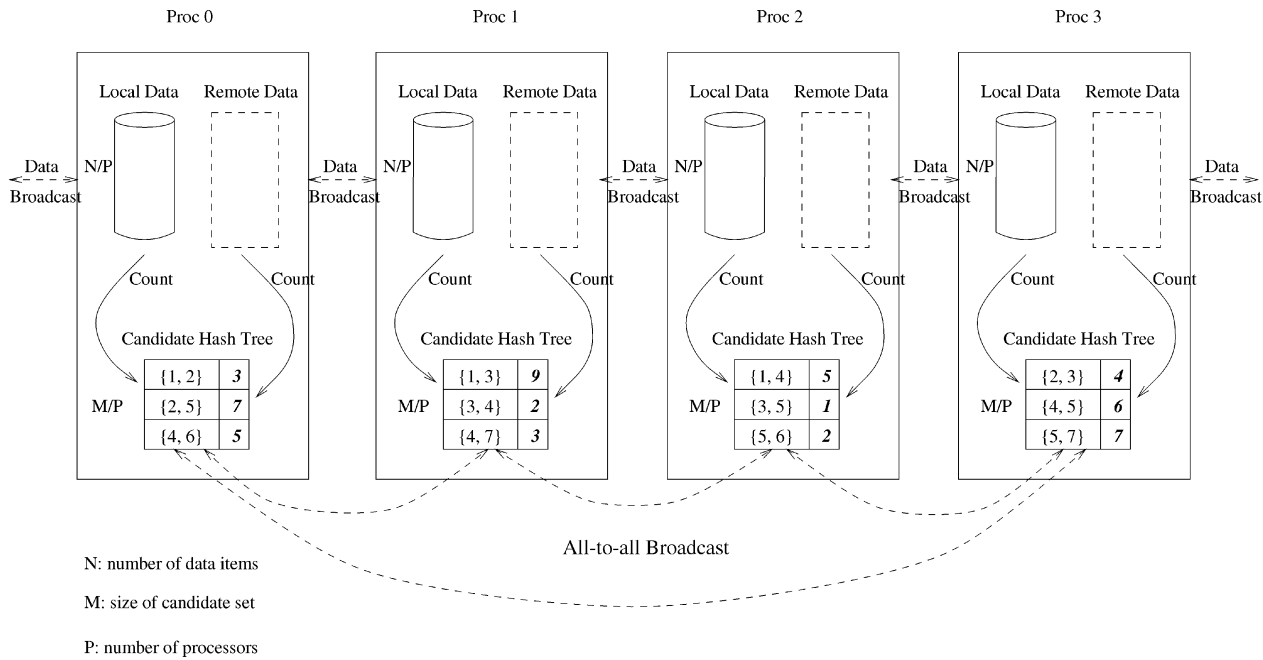 Proc 0 Proc 1 Proc 2 Proc 3
Local Data Remote Data Local Data Remote Data Local Data Remote Data Local Data Remote Data
Data N/P Data N/P Data N/P Data N/P Data
Broadcast Broadcast Broadcast Broadcast Broadcast
Count Count Count Count Count Count Count Count
Candidate Hash Tree Candidate Hash Tree Candidate Hash Tree Candidate Hash Tree
{1, 2} 3 {1, 3} 9 {1, 4} 5 {2, 3} 4
M/P {2, 5} 7 M/P {3, 4} 2 M/P {3, 5} 1 M/P {4, 5} 6
{4, 6} 5 {4, 7} 3 {5, 6} 2 {5, 7} 7
All-to-all Broadcast
N: number of data items
M: size of candidate set
P: number of processors